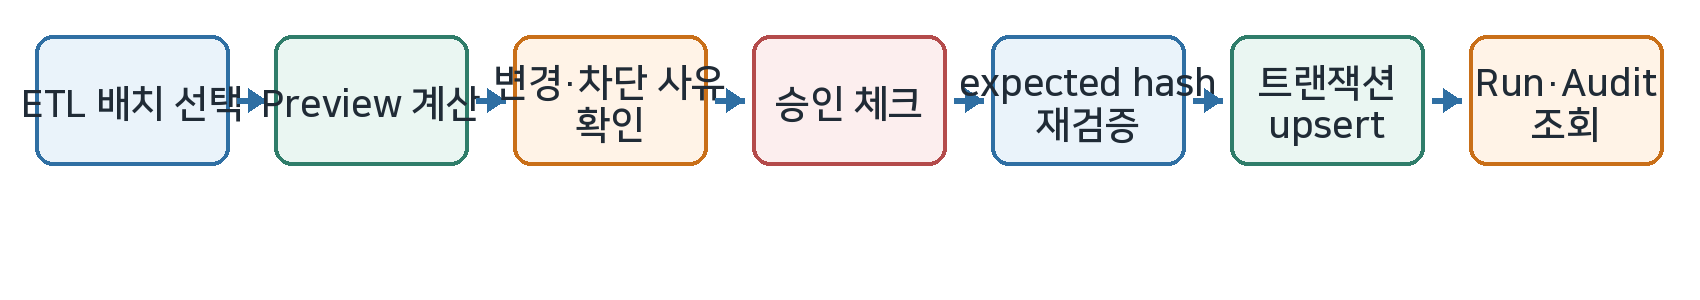 ETL 배치 선택
Preview 계산
변경·차단 사유
확인
승인 체크
expected hash
재검증
트랜잭션
upsert
Run·Audit
조회